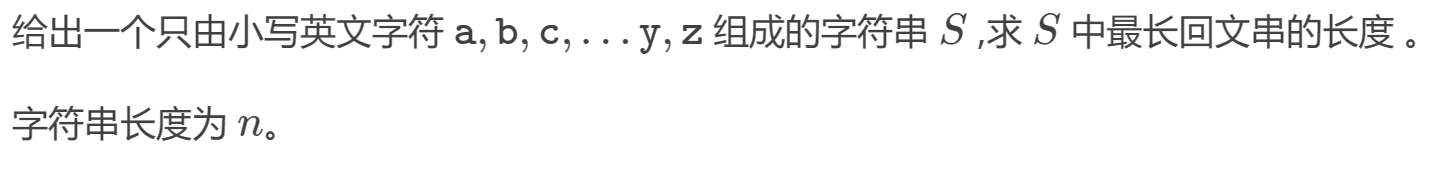 给出一个只由小写英文字符 a, b, c, … y, z 组成的字符串 S ,求 S 中最长回文串的长度 。
字符串长度为 n。